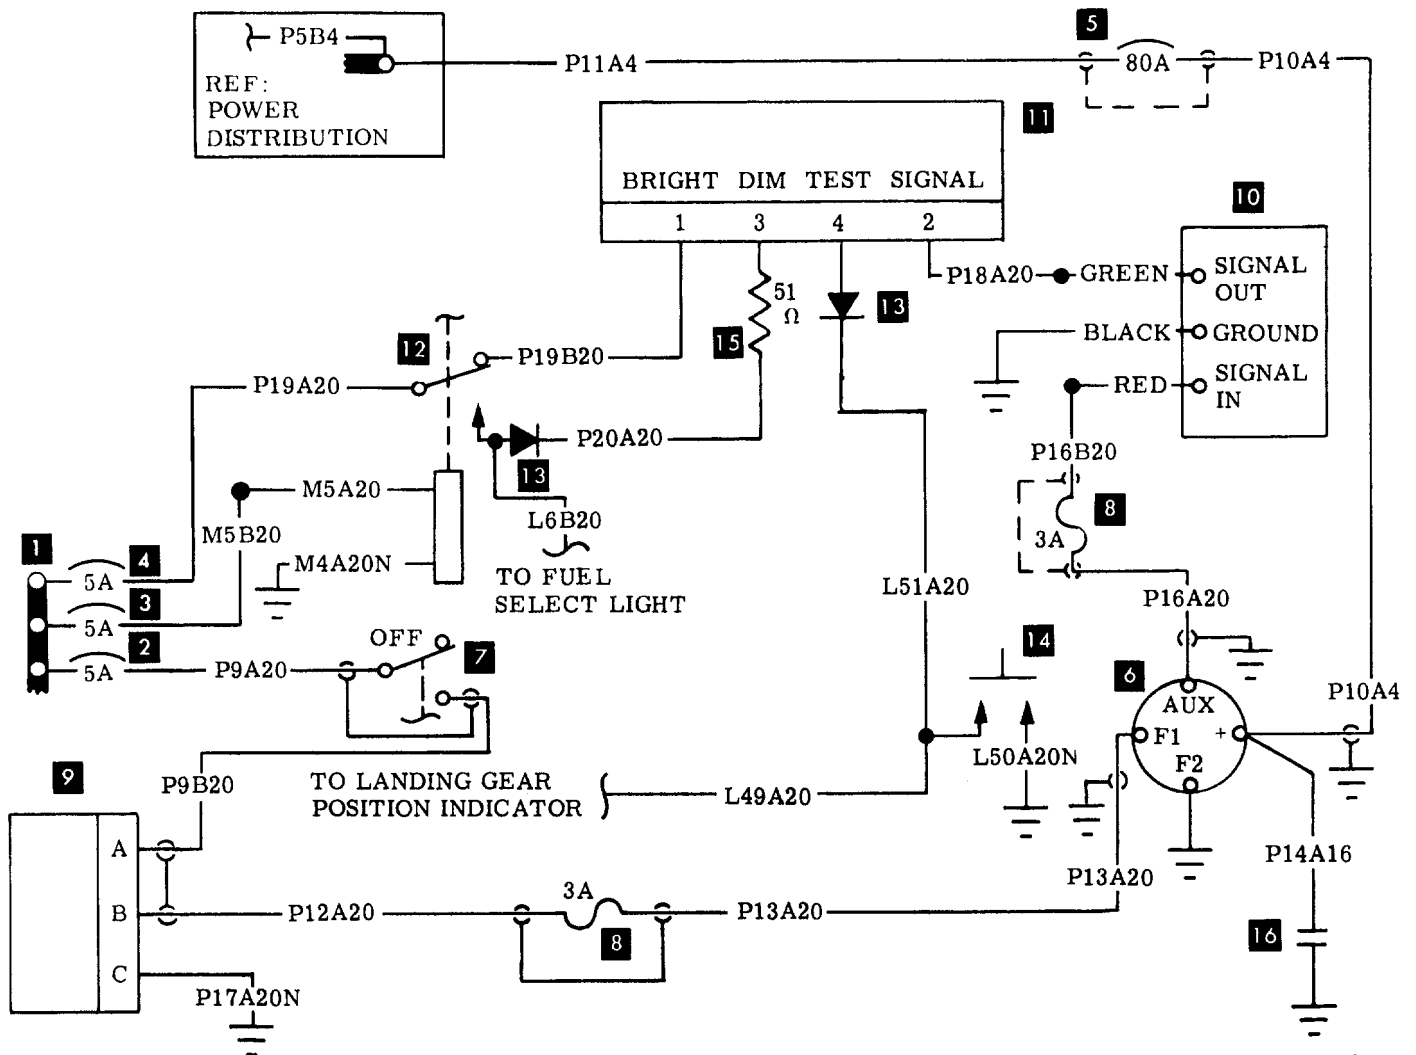 P5B4
REF:
POWER
DISTRIBUTION
P11A4
5
80A
P10A4
11
BRIGHT DIM TEST SIGNAL
1 3 4 2
10
SIGNAL
OUT
GROUND
SIGNAL
IN
P18A20
GREEN
BLACK
RED
51
Ω
13
15
12
P19B20
P19A20
P20A20
13
P16B20
8
3A
M5A20
M5B20
L6B20
TO FUEL
SELECT LIGHT
M4A20N
1
4
5A
3
5A
2
5A
L51A20
P16A20
14
OFF
7
P9A20
6
AUX
F1
+
F2
P10A4
L50A20N
9
P9B20
TO LANDING GEAR
POSITION INDICATOR
L49A20
A
B
C
P12A20
3A
8
P13A20
P13A20
P14A16
16
P17A20N